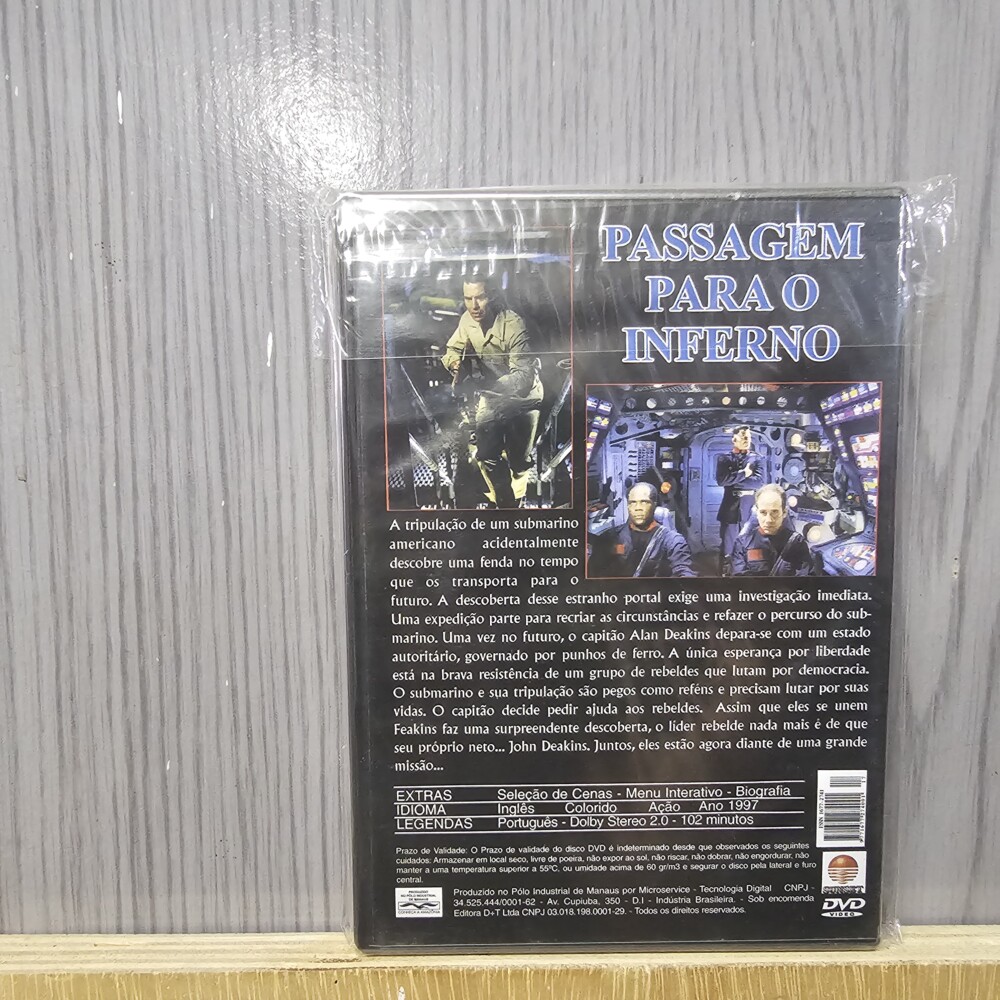 PASSAGEM
PARA O
INFERNO
A tripulação de um submarino
americano acidentalmente
descobre uma fenda no tempo
que os transporta para o
futuro. A descoberta desse estranho portal exige uma investigação imediata.
Uma expedição parte para recriar as circunstâncias e refazer o percurso do sub-
marino. Uma vez no futuro, o capitão Alan Deakins depara-se com um estado
autoritário, governado por punhos de ferro. A única esperança por liberdade
está na brava resistência de um grupo de rebeldes que lutam por democracia.
O submarino e sua tripulação são pegos como reféns e precisam lutar por suas
vidas. O capitão decide pedir ajuda aos rebeldes. Assim que eles se unem
Feakins faz uma surpreendente descoberta, o líder rebelde nada mais é de que
seu próprio neto... John Deakins. Juntos, eles estão agora diante de uma grande
missão...
EXTRAS Seleção de Cenas - Menu Interativo - Biografia
IDIOMA Inglês Colorido Ação Ano 1997
LEGENDAS Português - Dolby Stereo 2.0 - 102 minutos
Prazo de Validade: O Prazo de validade do disco DVD é indeterminado desde que observados os seguintes
cuidados: Armazenar em local seco, livre de poeira, não expor ao sol, não riscar, não dobrar, não engordurar, não
manter a uma temperatura superior a 55ºC, ou umidade acima de 60 gr/m3 e segurar o disco pela lateral e furo
central.
PRODUZIDO
NO PÓLO INDUSTRIAL
DE MANAUS
CONHEÇA A AMAZÔNIA
Produzido no Pólo Industrial de Manaus por Microservice - Tecnologia Digital CNPJ -
34.525.444/0001-62 - Av. Cupiuba, 350 - D.I - Indústria Brasileira. - Sob encomenda
Editora D+T Ltda CNPJ 03.018.198.0001-29. - Todos os direitos reservados.
ISSN 1677-2741
DVD
VIDEO